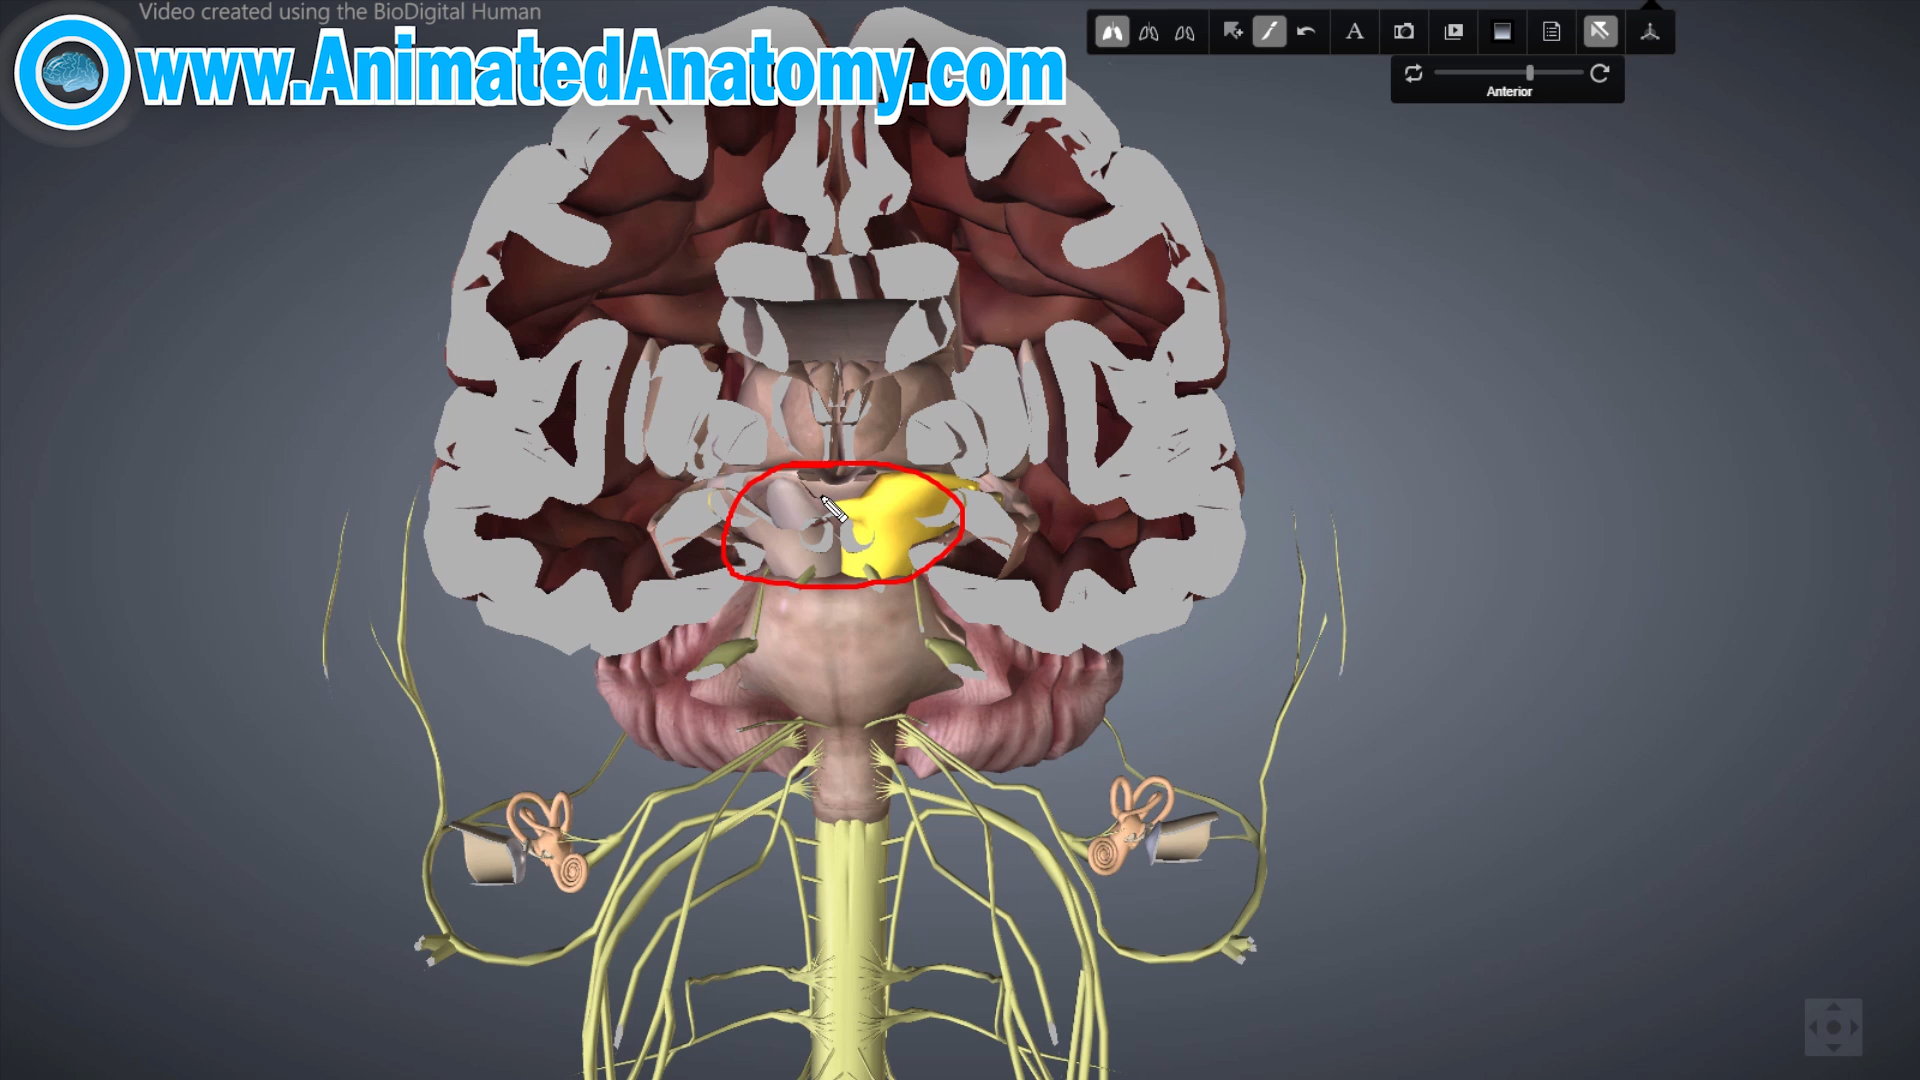 Video created using the BioDigital Human
www.AnimatedAnatomy.com
A
Anterior